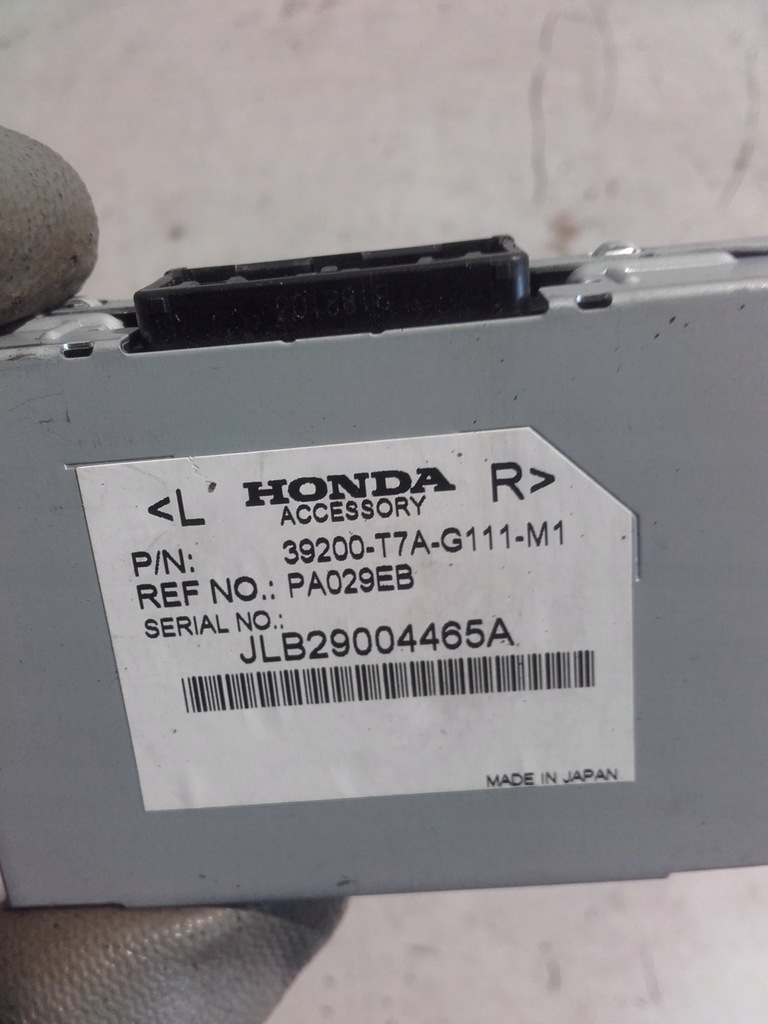 <L HONDA R>
ACCESSORY
P/N: 39200-T7A-G111-M1
REF NO.: PA029EB
SERIAL NO.:
JLB29004465A
MADE IN JAPAN